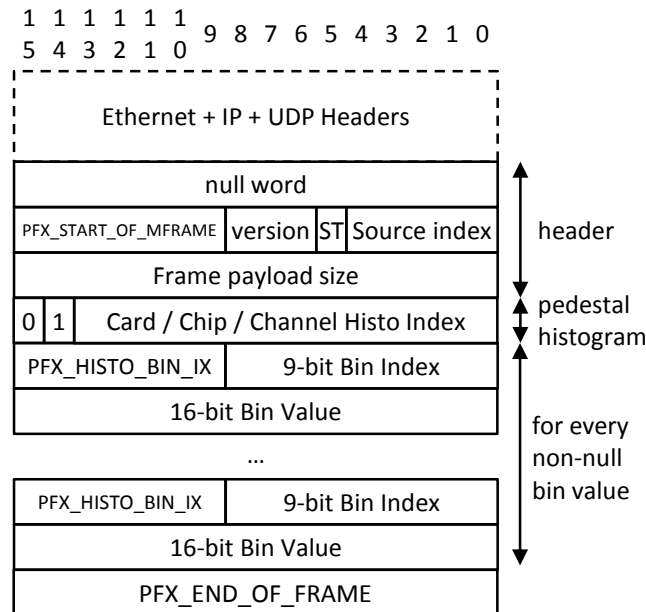 1 1 1 1 1 1
5 4 3 2 1 0 9 8 7 6 5 4 3 2 1 0
Ethernet + IP + UDP Headers
null word
PFX_START_OF_MFRAME version ST Source index
header
Frame payload size
0 1 Card / Chip / Channel Histo Index
pedestal
histogram
PFX_HISTO_BIN_IX 9-bit Bin Index
16-bit Bin Value
for every
non-null
bin value
...
PFX_HISTO_BIN_IX 9-bit Bin Index
16-bit Bin Value
PFX_END_OF_FRAME